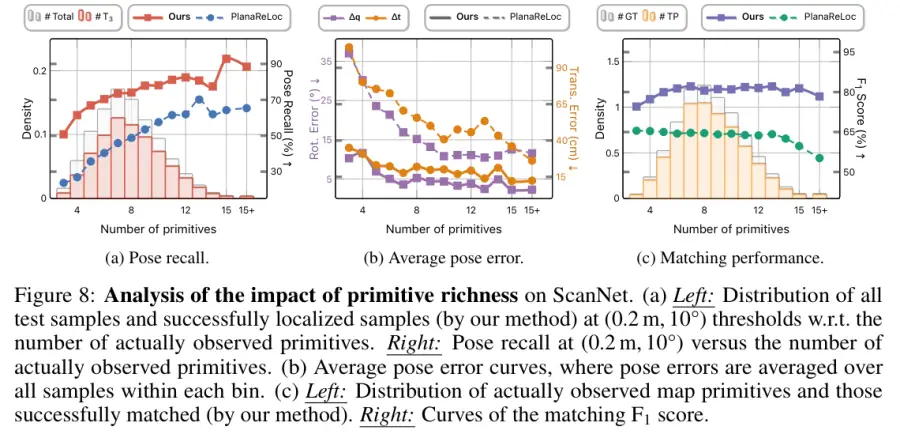 # Total # T₃ Ours PlanaReLoc
Δq Δt Ours PlanaReLoc
# GT # TP Ours PlanaReLoc
0.2
0.1
0
Density
90
70
50
30
Pose Recall (%) ↑
4 8 12 15 15+
Number of primitives
(a) Pose recall.
35
25
15
5
Rot. Error (°) ↓
90
65
40
15
Trans. Error (cm) ↓
4 8 12 15 15+
Number of primitives
(b) Average pose error.
1.5
1
0.5
0
Density
95
80
65
50
F₁ Score (%) ↑
4 8 12 15 15+
Number of primitives
(c) Matching performance.
Figure 8: Analysis of the impact of primitive richness on ScanNet. (a) Left: Distribution of all
test samples and successfully localized samples (by our method) at (0.2 m, 10°) thresholds w.r.t. the
number of actually observed primitives. Right: Pose recall at (0.2 m, 10°) versus the number of
actually observed primitives. (b) Average pose error curves, where pose errors are averaged over
all samples within each bin. (c) Left: Distribution of actually observed map primitives and those
successfully matched (by our method). Right: Curves of the matching F₁ score.